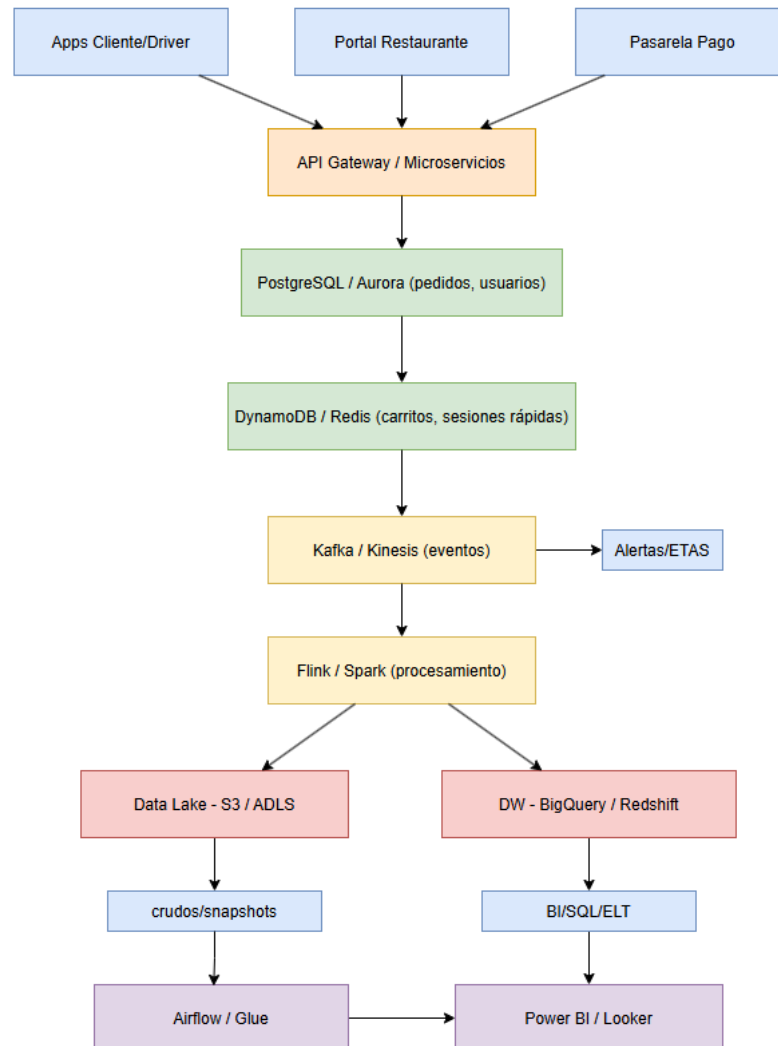 Apps Cliente/Driver
Portal Restaurante
Pasarela Pago
API Gateway / Microservicios
PostgreSQL / Aurora (pedidos, usuarios)
DynamoDB / Redis (carritos, sesiones rápidas)
Kafka / Kinesis (eventos)
Alertas/ETAS
Flink / Spark (procesamiento)
Data Lake - S3 / ADLS
DW - BigQuery / Redshift
crudos/snapshots
BI/SQL/ELT
Airflow / Glue
Power BI / Looker